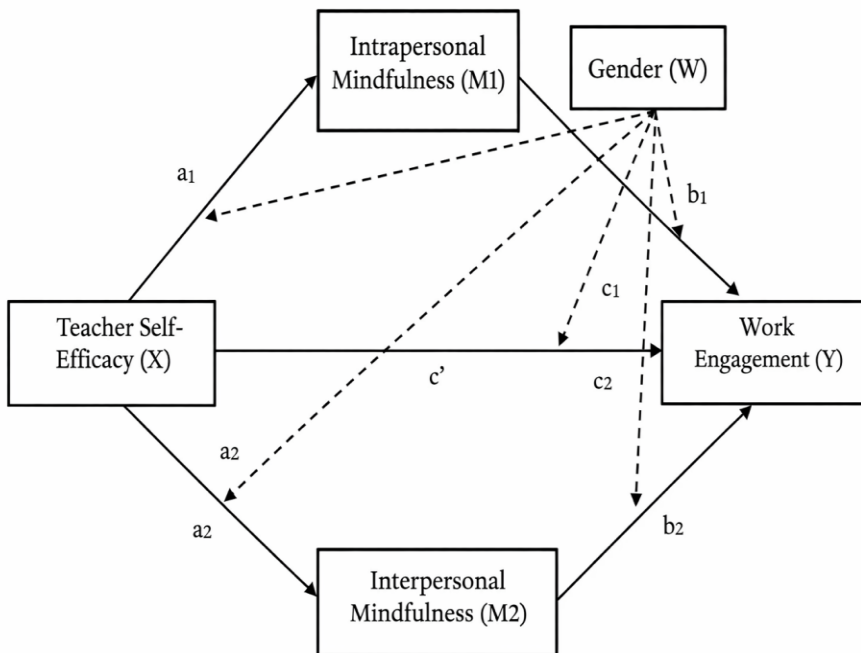 Intrapersonal
Mindfulness (M1)
Gender (W)
a1
b1
c1
Teacher Self-
Efficacy (X)
Work
Engagement (Y)
c'
c2
a2
a2
b2
Interpersonal
Mindfulness (M2)